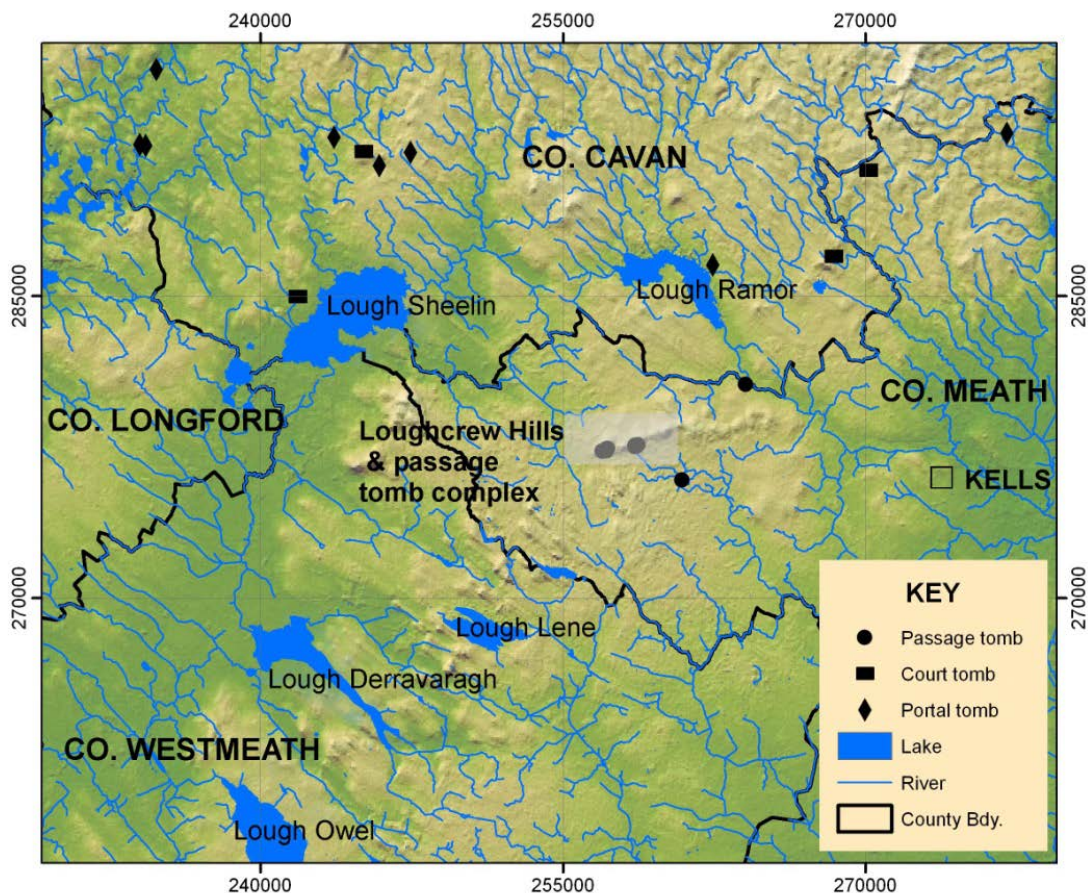 240000
255000
270000
CO. CAVAN
285000
285000
Lough Sheelin
Lough Ramor
CO. LONGFORD
CO. MEATH
Loughcrew Hills
& passage
tomb complex
KELLS
270000
270000
Lough Lene
Lough Derravaragh
CO. WESTMEATH
Lough Owel
KEY
Passage tomb
Court tomb
Portal tomb
Lake
River
County Bdy.
240000
255000
270000